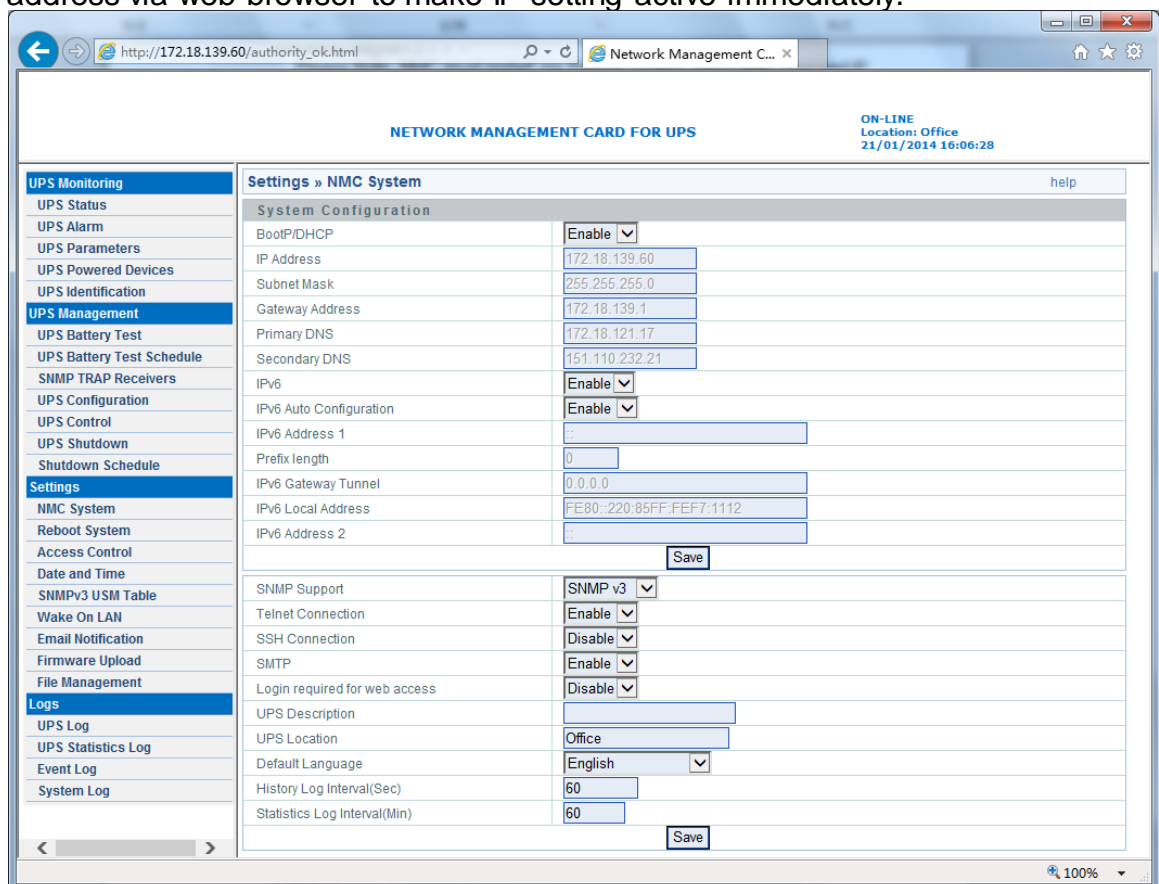 address via web browser to make IP setting active immediately.
http://172.18.139.60/authority_ok.html
Network Management C...
NETWORK MANAGEMENT CARD FOR UPS
ON-LINE
Location: Office
21/01/2014 16:06:28
UPS Monitoring
UPS Status
UPS Alarm
UPS Parameters
UPS Powered Devices
UPS Identification
UPS Management
UPS Battery Test
UPS Battery Test Schedule
SNMP TRAP Receivers
UPS Configuration
UPS Control
UPS Shutdown
Shutdown Schedule
Settings
NMC System
Reboot System
Access Control
Date and Time
SNMPv3 USM Table
Wake On LAN
Email Notification
Firmware Upload
File Management
Logs
UPS Log
UPS Statistics Log
Event Log
System Log
Settings » NMC System help
System Configuration
BootP/DHCP Enable
IP Address 172.18.139.60
Subnet Mask 255.255.255.0
Gateway Address 172.18.139.1
Primary DNS 172.18.121.17
Secondary DNS 151.110.232.21
IPv6 Enable
IPv6 Auto Configuration Enable
IPv6 Address 1 ::
Prefix length 0
IPv6 Gateway Tunnel 0.0.0.0
IPv6 Local Address FE80::220:85FF:FEF7:1112
IPv6 Address 2 ::
Save
SNMP Support SNMP v3
Telnet Connection Enable
SSH Connection Disable
SMTP Enable
Login required for web access Disable
UPS Description
UPS Location Office
Default Language English
History Log Interval(Sec) 60
Statistics Log Interval(Min) 60
Save
100%